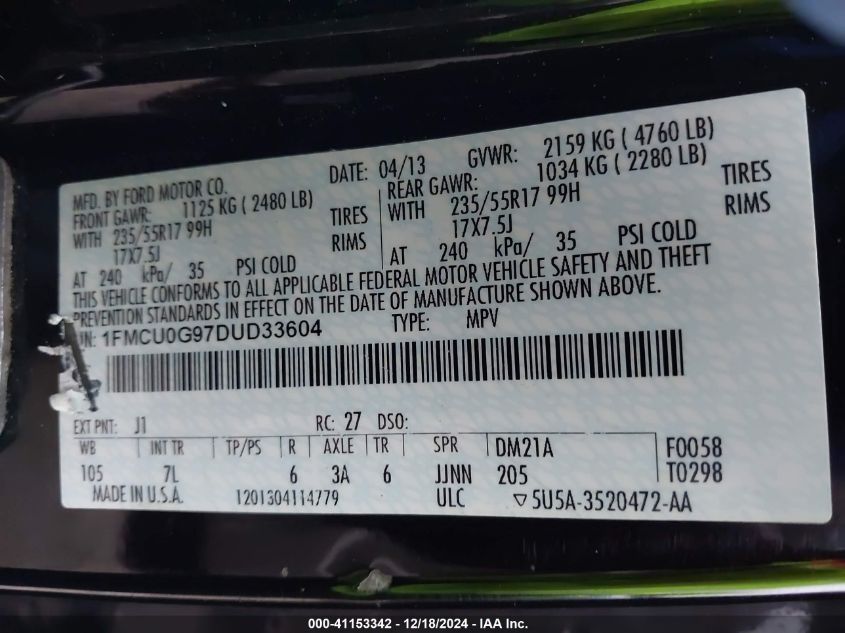 MFD. BY FORD MOTOR CO. DATE: 04/13 GVWR: 2159 KG ( 4760 LB)
FRONT GAWR: 1125 KG ( 2480 LB) REAR GAWR: 1034 KG ( 2280 LB)
WITH 235/55R17 99H TIRES WITH 235/55R17 99H TIRES
17X7.5J RIMS 17X7.5J RIMS
AT 240 kPa/ 35 PSI COLD AT 240 kPa/ 35 PSI COLD
THIS VEHICLE CONFORMS TO ALL APPLICABLE FEDERAL MOTOR VEHICLE SAFETY AND THEFT
PREVENTION STANDARDS IN EFFECT ON THE DATE OF MANUFACTURE SHOWN ABOVE.
1FMCU0G97DUD33604 TYPE: MPV
EXT PNT: J1 RC: 27 DSO:
WB INT TR TP/PS R AXLE TR SPR DM21A F0058
105 7L 6 3A 6 JJNN 205 T0298
MADE IN U.S.A. 1201304114779 ULC ▽5U5A-3520472-AA
000-41153342 - 12/18/2024 - IAA Inc.